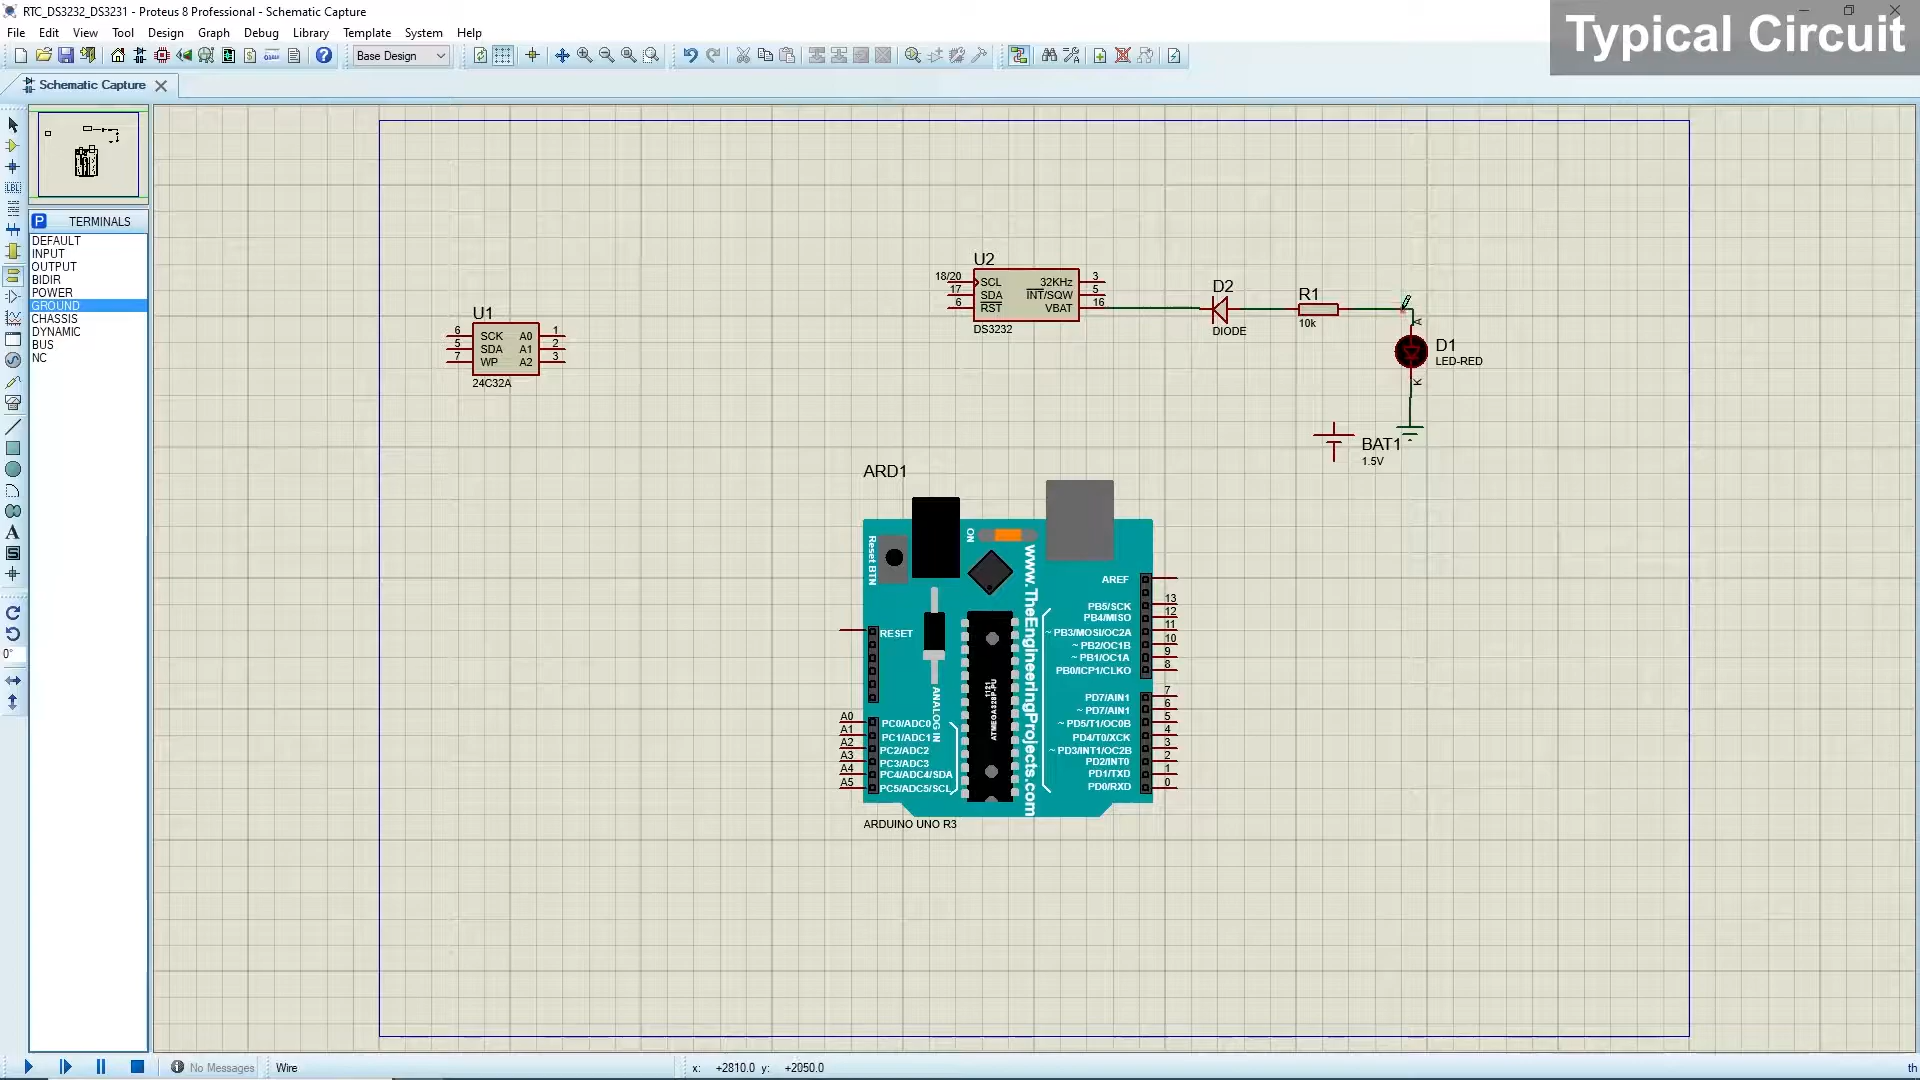 RTC_DS3232_DS3231 - Proteus 8 Professional - Schematic Capture
Typical Circuit
File Edit View Tool Design Graph Debug Library Template System Help
Base Design
Schematic Capture
P TERMINALS
DEFAULT
INPUT
OUTPUT
BIDIR
POWER
GROUND
CHASSIS
DYNAMIC
BUS
NC
LBL
A
S
0°
U1
6 SCK A0 1
5 SDA A1 2
7 WP A2 3
24C32A
U2
18/20 SCL 32KHz 3
17 SDA INT/SQW 5
6 RST VBAT 16
DS3232
D2
DIODE
R1
10k
A
D1
LED-RED
K
BAT1
1.5V
ARD1
Reset BTN
ON
www.TheEngineeringProjects.com
ANALOG IN
RESET
AREF
PB5/SCK 13
PB4/MISO 12
~ PB3/MOSI/OC2A 11
~ PB2/OC1B 10
~ PB1/OC1A 9
PB0/ICP1/CLKO 8
PD7/AIN1 7
~ PD7/AIN1 6
~ PD5/T1/OC0B 5
PD4/T0/XCK 4
~ PD3/INT1/OC2B 3
PD2/INT0 2
PD1/TXD 1
PD0/RXD 0
A0 PC0/ADC0
A1 PC1/ADC1
A2 PC2/ADC2
A3 PC3/ADC3
A4 PC4/ADC4/SDA
A5 PC5/ADC5/SCL
ATMEGA328P-PU
1121
ARDUINO UNO R3
No Messages Wire x: +2810.0 y: +2050.0 th